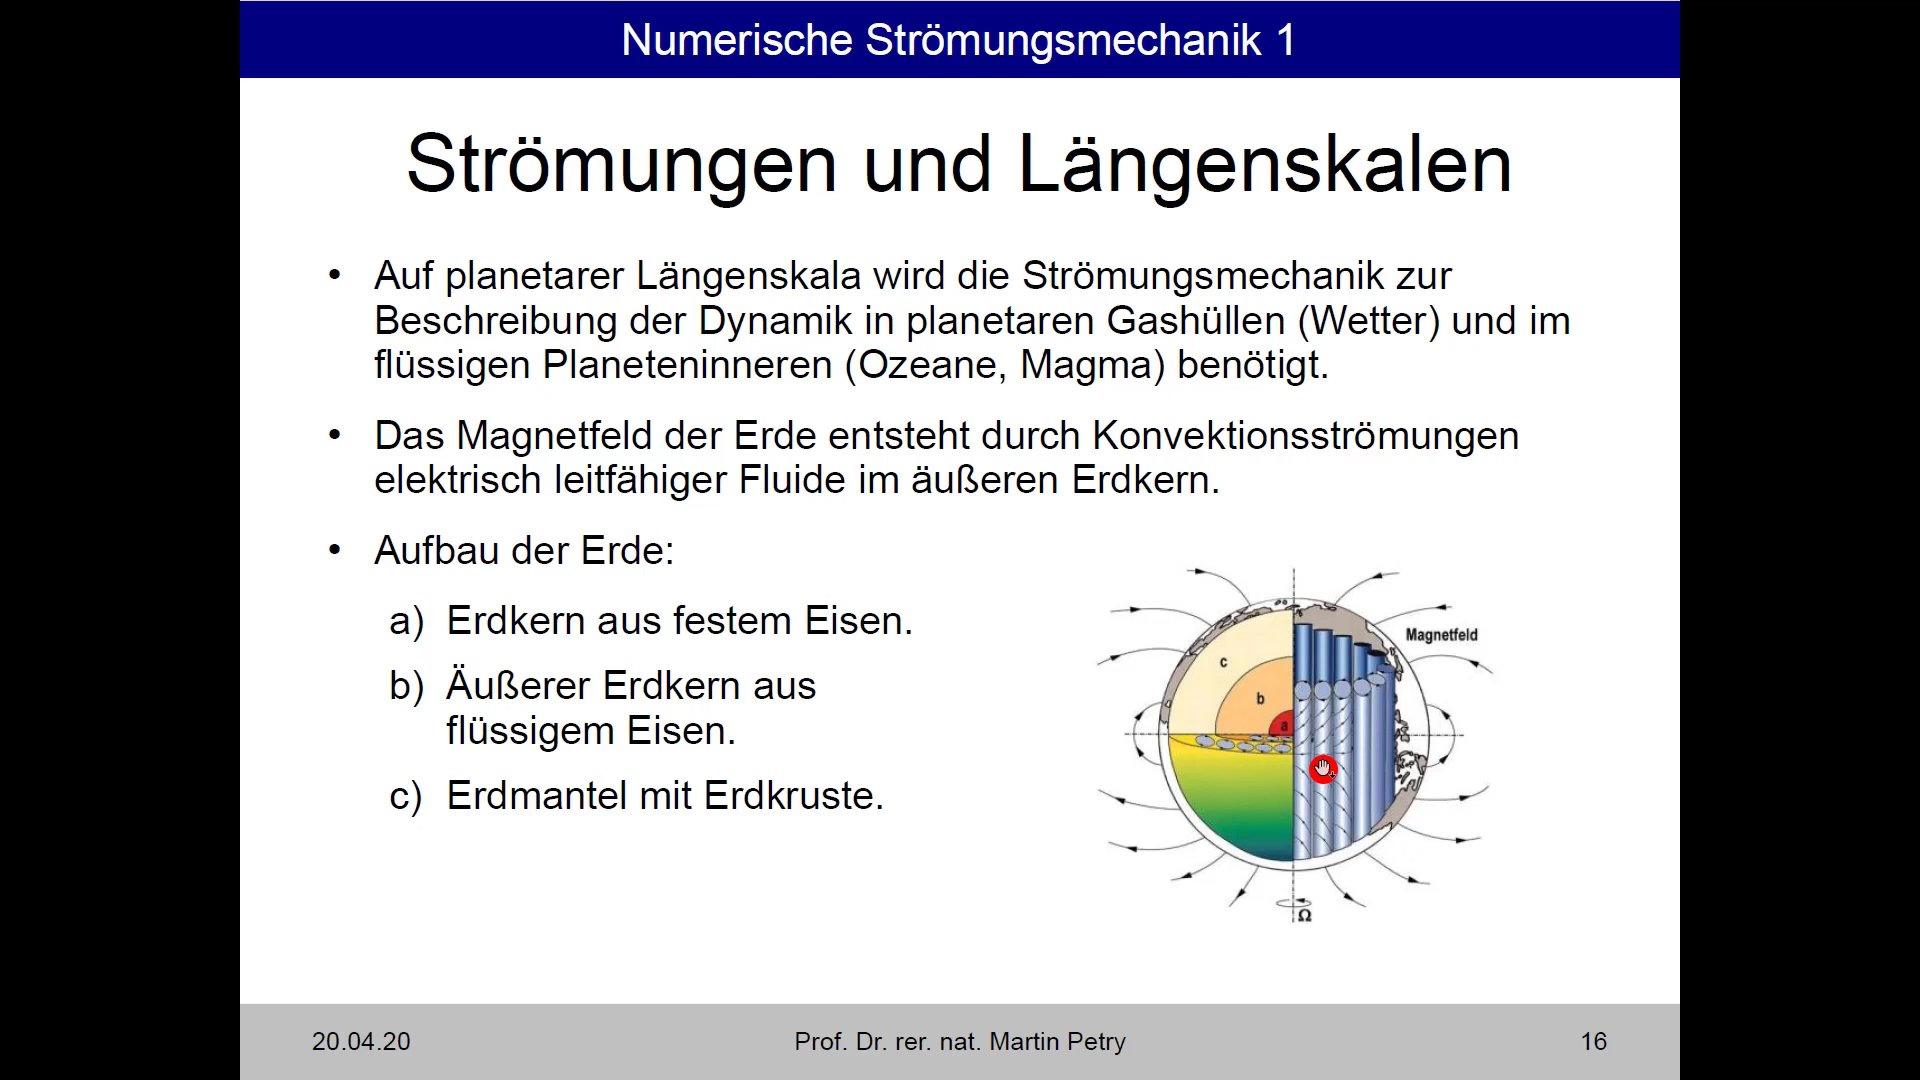 Numerische Strömungsmechanik 1
Strömungen und Längenskalen
• Auf planetarer Längenskala wird die Strömungsmechanik zur
Beschreibung der Dynamik in planetaren Gashüllen (Wetter) und im
flüssigen Planeteninneren (Ozeane, Magma) benötigt.
• Das Magnetfeld der Erde entsteht durch Konvektionsströmungen
elektrisch leitfähiger Fluide im äußeren Erdkern.
• Aufbau der Erde:
a) Erdkern aus festem Eisen.
b) Äußerer Erdkern aus
flüssigem Eisen.
c) Erdmantel mit Erdkruste.
Magnetfeld
c
b
a
Ω
20.04.20
Prof. Dr. rer. nat. Martin Petry
16